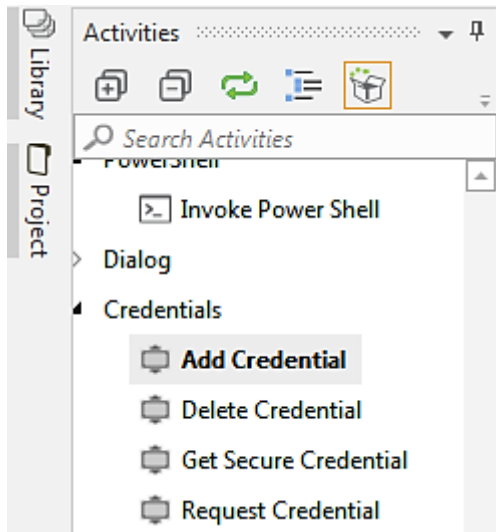 Library
Project
Activities
Search Activities
PowerShell
Invoke Power Shell
Dialog
Credentials
Add Credential
Delete Credential
Get Secure Credential
Request Credential